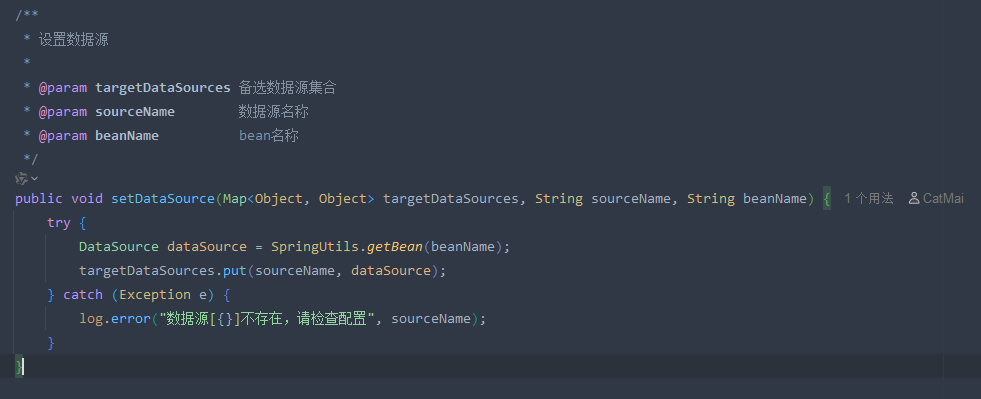 /**
 * 设置数据源
 *
 * @param targetDataSources 备选数据源集合
 * @param sourceName        数据源名称
 * @param beanName          bean名称
 */
public void setDataSource(Map<Object, Object> targetDataSources, String sourceName, String beanName) { 1 个用法 CatMai
    try {
        DataSource dataSource = SpringUtils.getBean(beanName);
        targetDataSources.put(sourceName, dataSource);
    } catch (Exception e) {
        log.error("数据源[{}]不存在，请检查配置", sourceName);
    }
}